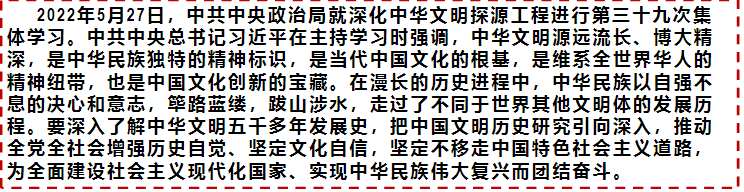 2022年5月27日，中共中央政治局就深化中华文明探源工程进行第三十九次集
体学习。中共中央总书记习近平在主持学习时强调，中华文明源远流长、博大精
深，是中华民族独特的精神标识，是当代中国文化的根基，是维系全世界华人的
精神纽带，也是中国文化创新的宝藏。在漫长的历史进程中，中华民族以自强不
息的决心和意志，筚路蓝缕，跋山涉水，走过了不同于世界其他文明体的发展历
程。要深入了解中华文明五千多年发展史，把中国文明历史研究引向深入，推动
全党全社会增强历史自觉、坚定文化自信，坚定不移走中国特色社会主义道路，
为全面建设社会主义现代化国家、实现中华民族伟大复兴而团结奋斗。